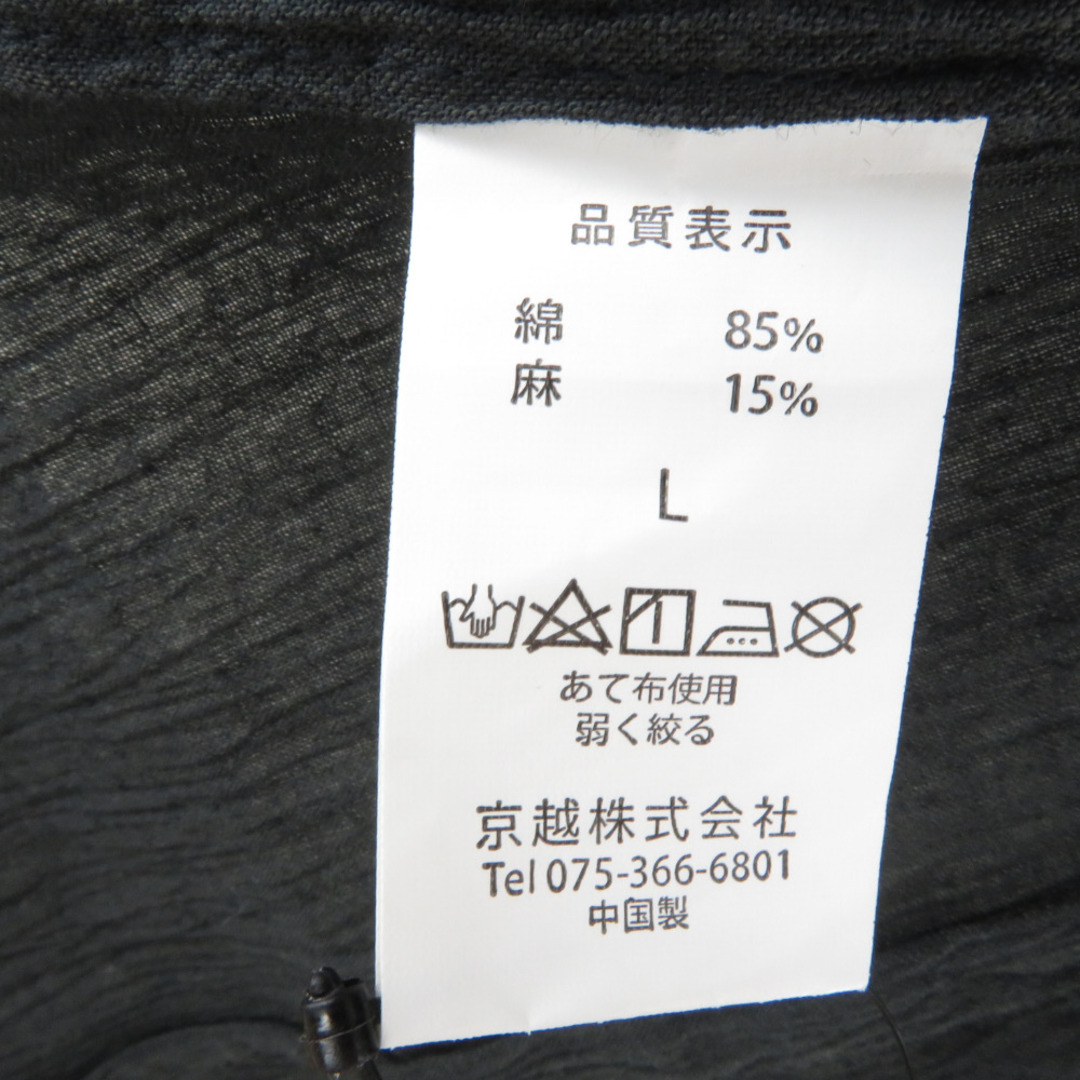 品質表示
綿 85%
麻 15%
L
あて布使用
弱く絞る
京越株式会社
Tel 075-366-6801
中国製